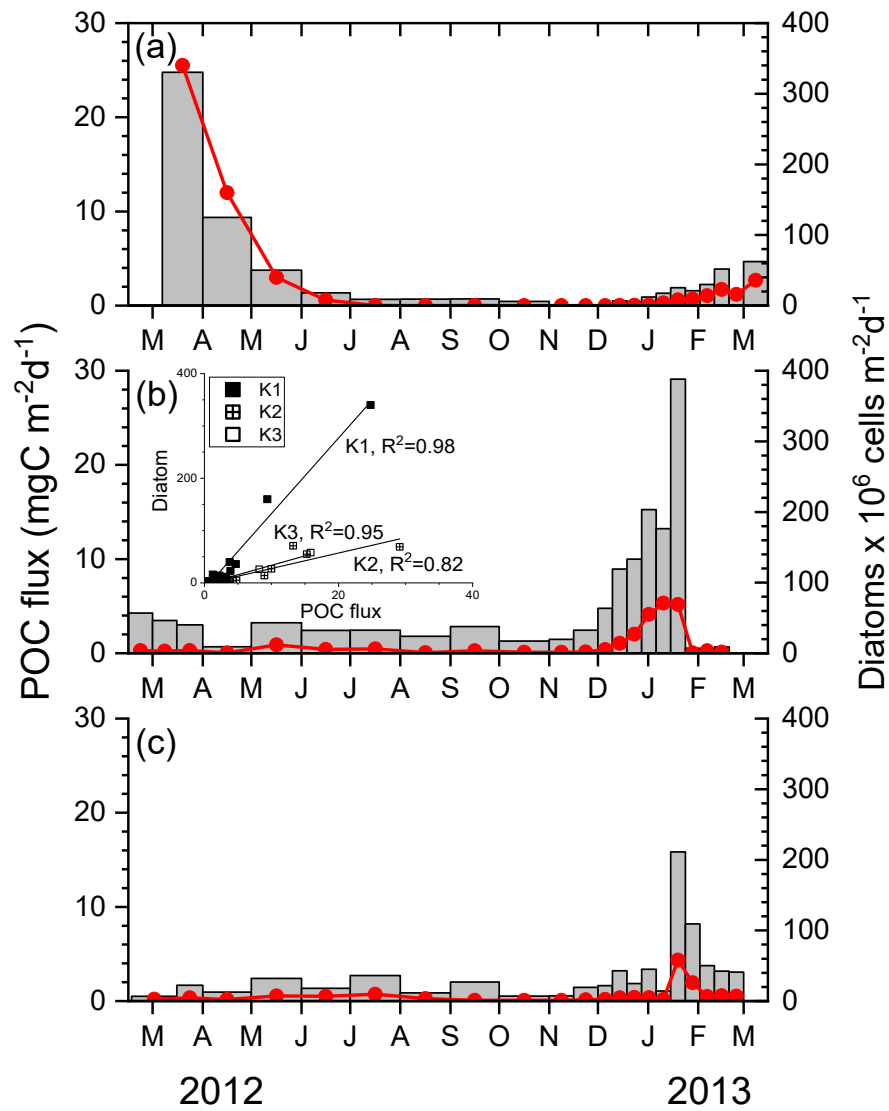 (a)
30
20
10
0
400
300
200
100
0
M A M J J A S O N D J F M
(b)
30
20
10
0
400
300
200
100
0
400
200
0
Diatom
K1
K2
K3
K1, R²=0.98
K3, R²=0.95
K2, R²=0.82
0 20 40
POC flux
M A M J J A S O N D J F M
(c)
30
20
10
0
400
300
200
100
0
M A M J J A S O N D J F M
2012 2013
POC flux (mgC m⁻²d⁻¹)
Diatoms x 10⁶ cells m⁻²d⁻¹